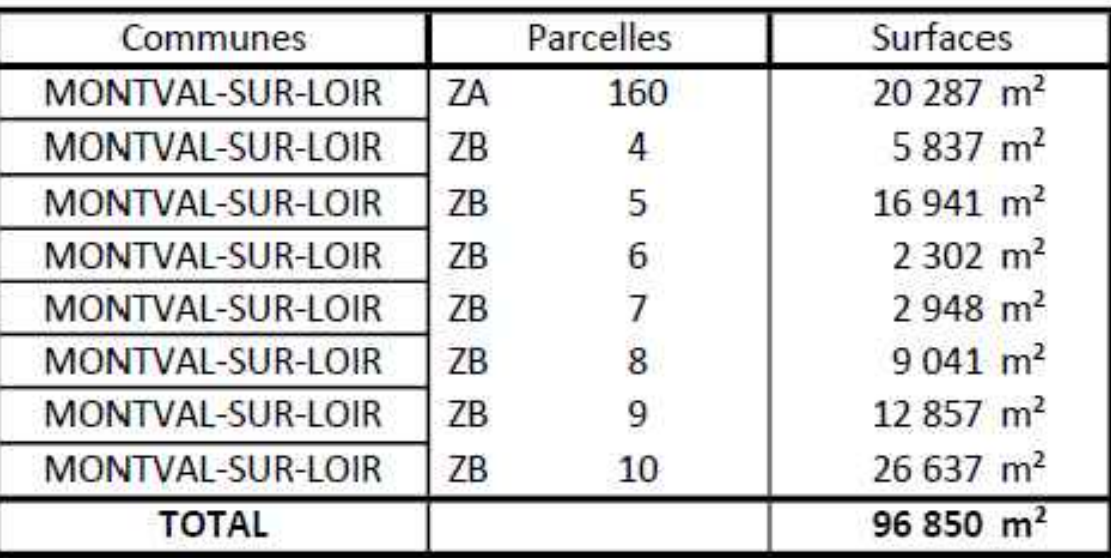 Communes Parcelles Surfaces
MONTVAL-SUR-LOIR ZA 160 20 287 m²
MONTVAL-SUR-LOIR ZB 4 5 837 m²
MONTVAL-SUR-LOIR ZB 5 16 941 m²
MONTVAL-SUR-LOIR ZB 6 2 302 m²
MONTVAL-SUR-LOIR ZB 7 2 948 m²
MONTVAL-SUR-LOIR ZB 8 9 041 m²
MONTVAL-SUR-LOIR ZB 9 12 857 m²
MONTVAL-SUR-LOIR ZB 10 26 637 m²
TOTAL 96 850 m²